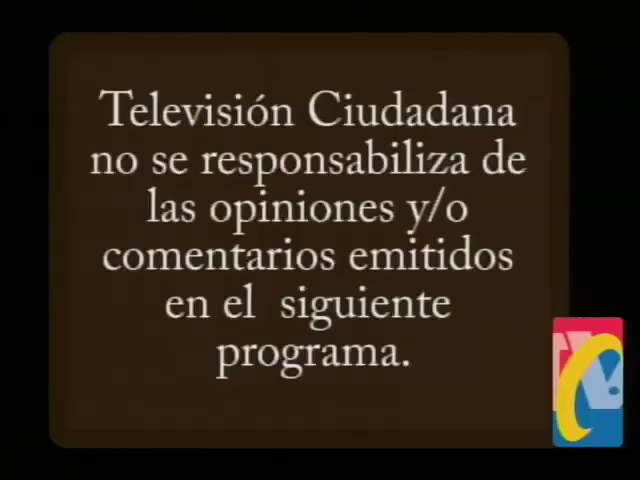 Televisión Ciudadana
no se responsabiliza de
las opiniones y/o
comentarios emitidos
en el siguiente
programa.